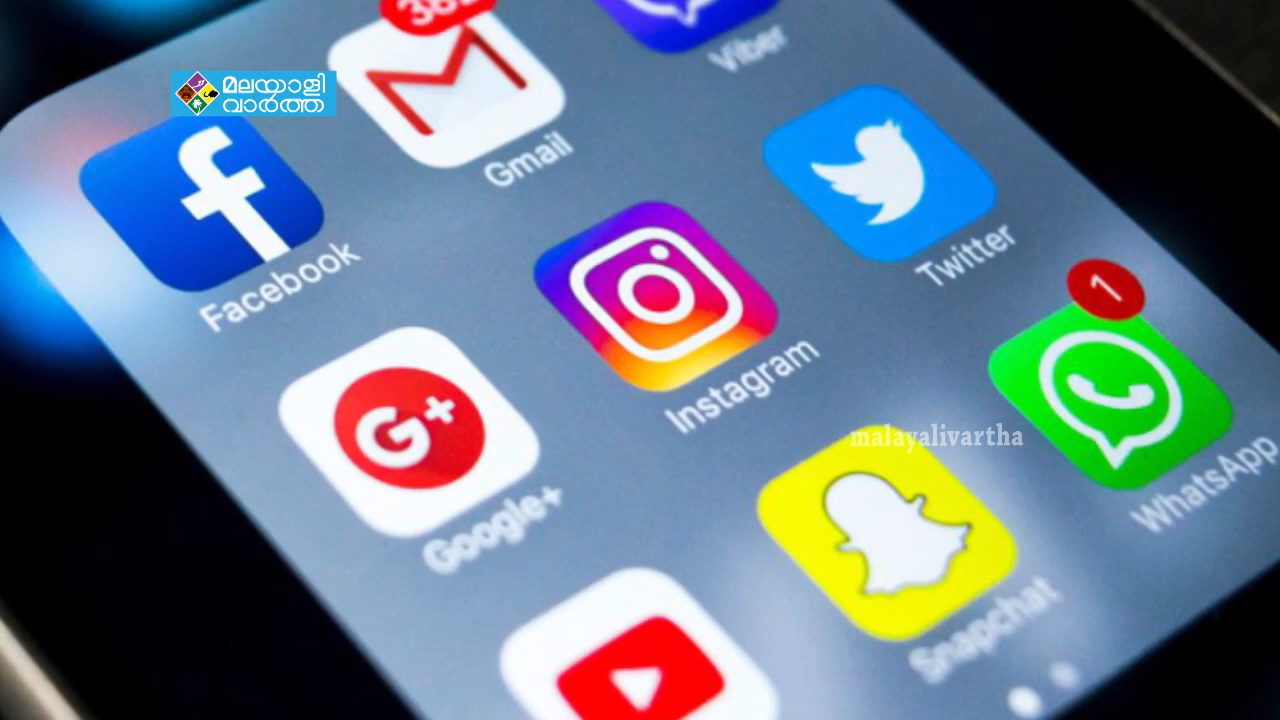 Viber
മലയാളി
വാർത്ത
Gmail
Facebook
Twitter
1
Instagram
malayalivartha
G+
Google+
WhatsApp
Snapchat